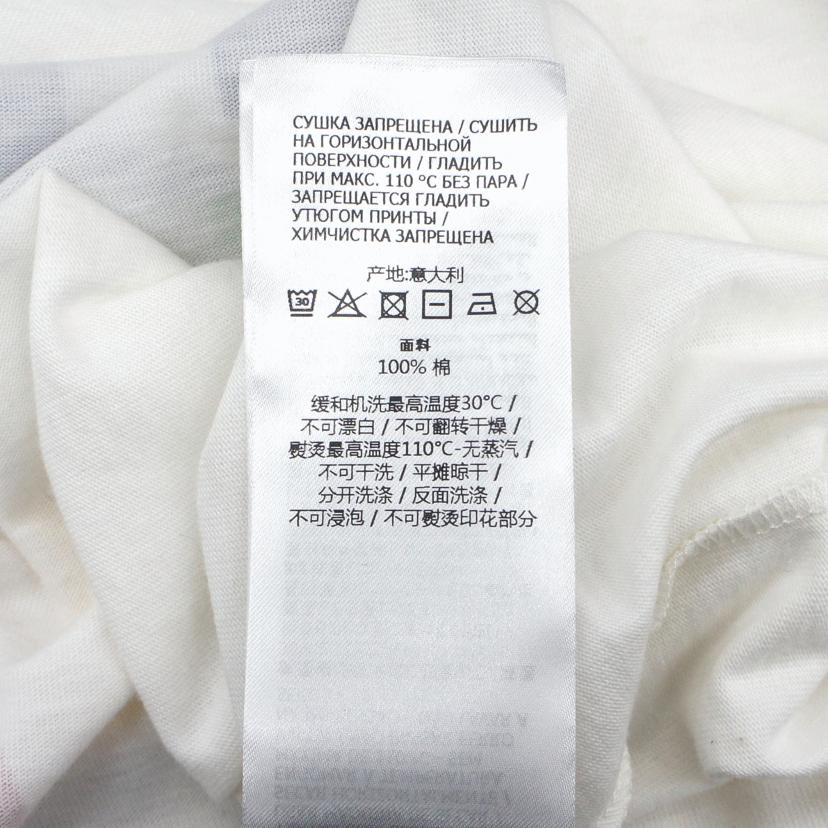 СУШКА ЗАПРЕЩЕНА / СУШИТЬ
НА ГОРИЗОНТАЛЬНОЙ
ПОВЕРХНОСТИ / ГЛАДИТЬ
ПРИ МАКС. 110 °C БЕЗ ПАРА /
ЗАПРЕЩАЕТСЯ ГЛАДИТЬ
УТЮГОМ ПРИНТЫ /
ХИМЧИСТКА ЗАПРЕЩЕНА
产地:意大利
30
面料
100% 棉
缓和机洗最高温度30°C /
不可漂白 / 不可翻转干燥 /
熨烫最高温度110°C-无蒸汽 /
不可干洗 / 平摊晾干 /
分开洗涤 / 反面洗涤 /
不可浸泡 / 不可熨烫印花部分